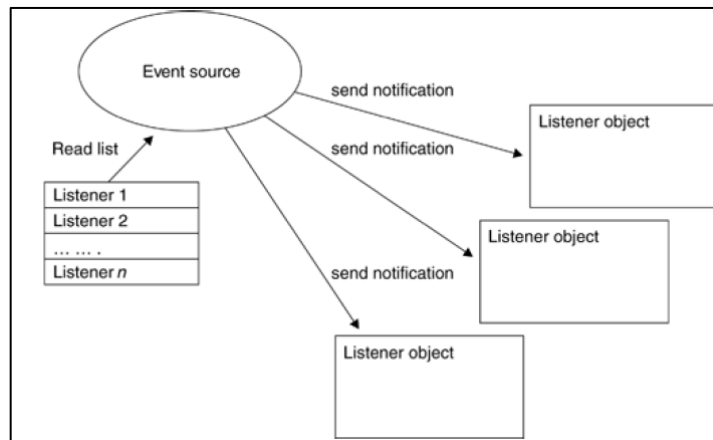 Event source
send notification
Listener object
Read list
send notification
Listener 1
Listener 2
... ... .
Listener n
Listener object
send notification
Listener object